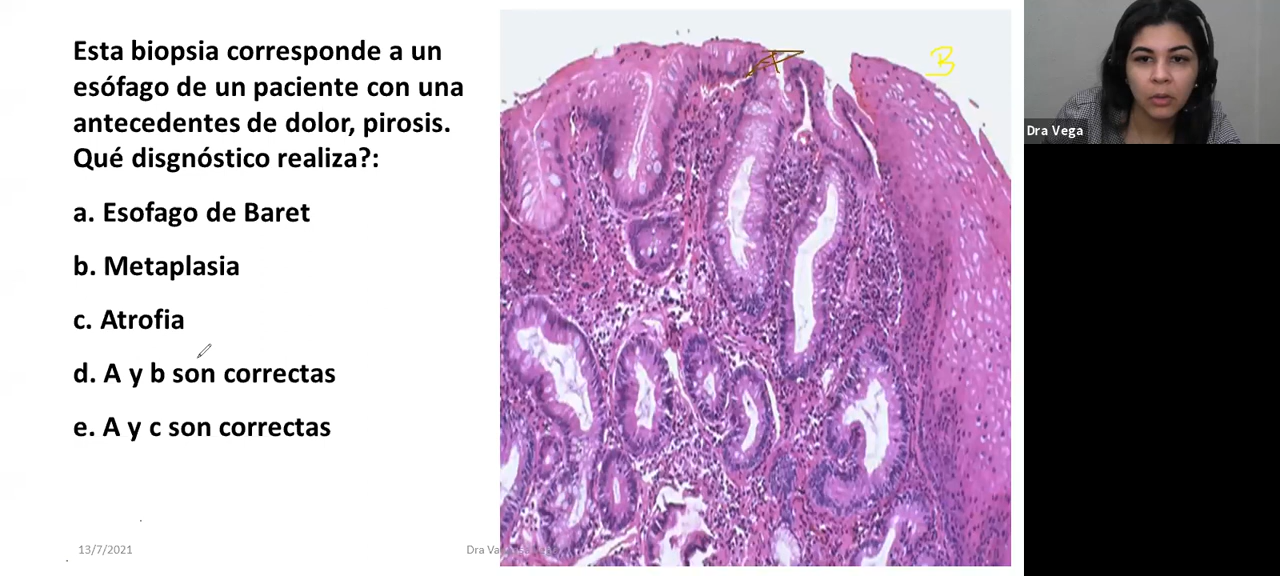 Esta biopsia corresponde a un
esófago de un paciente con una
antecedentes de dolor, pirosis.
Qué disgnóstico realiza?:
a. Esofago de Baret
b. Metaplasia
c. Atrofia
d. A y b son correctas
e. A y c son correctas
13/7/2021
Dra
B
Dra Vega